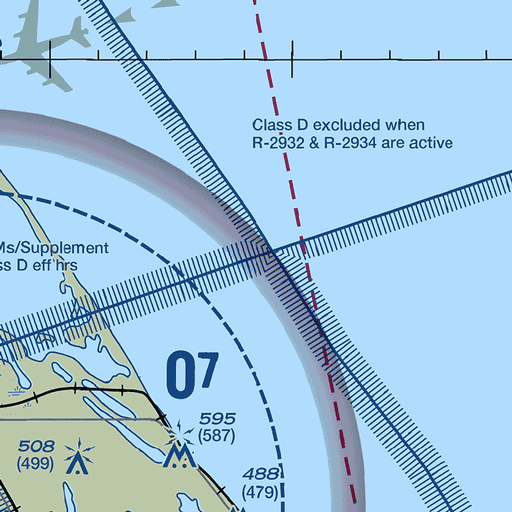 Class D excluded when
R-2932 & R-2934 are active
Ms/Supplement
ss D eff hrs
07
595
(587)
508
(499)
488
(479)